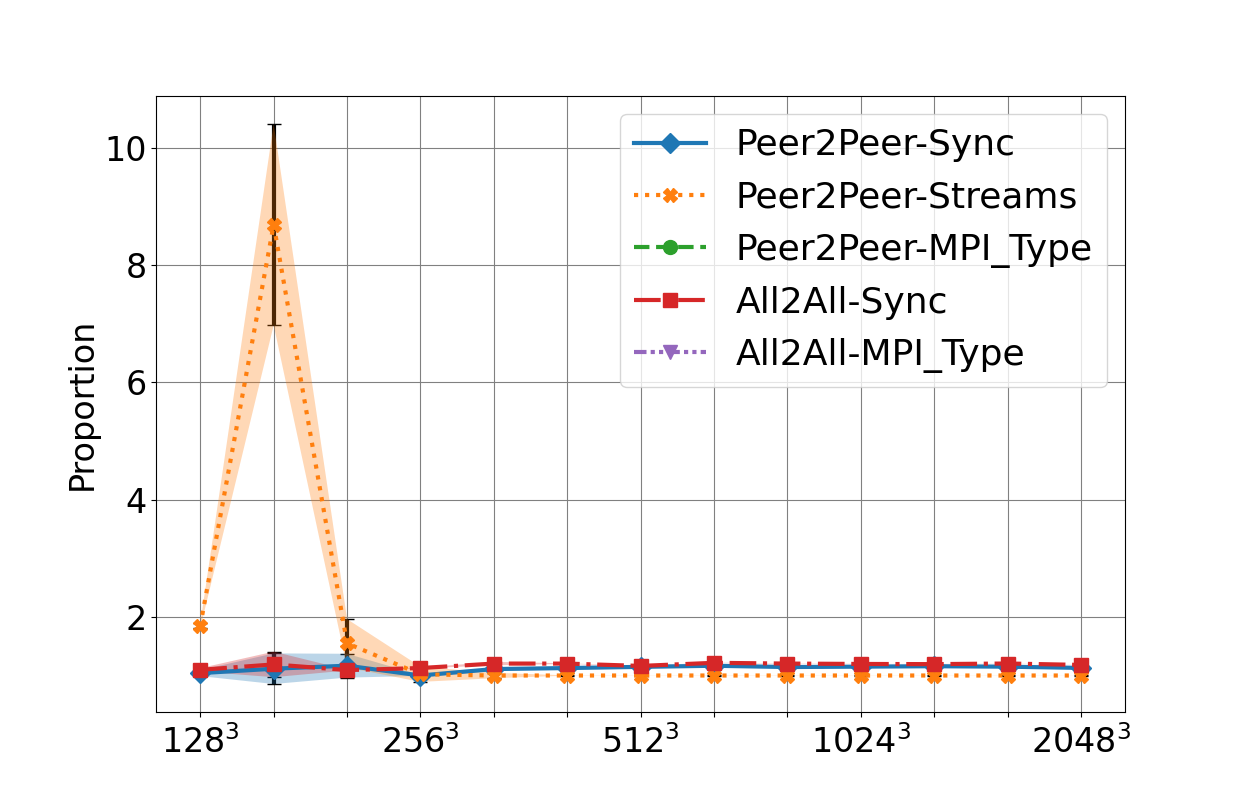 Peer2Peer-Sync
Peer2Peer-Streams
Peer2Peer-MPI_Type
All2All-Sync
All2All-MPI_Type
Proportion
10
8
6
4
2
128³
256³
512³
1024³
2048³